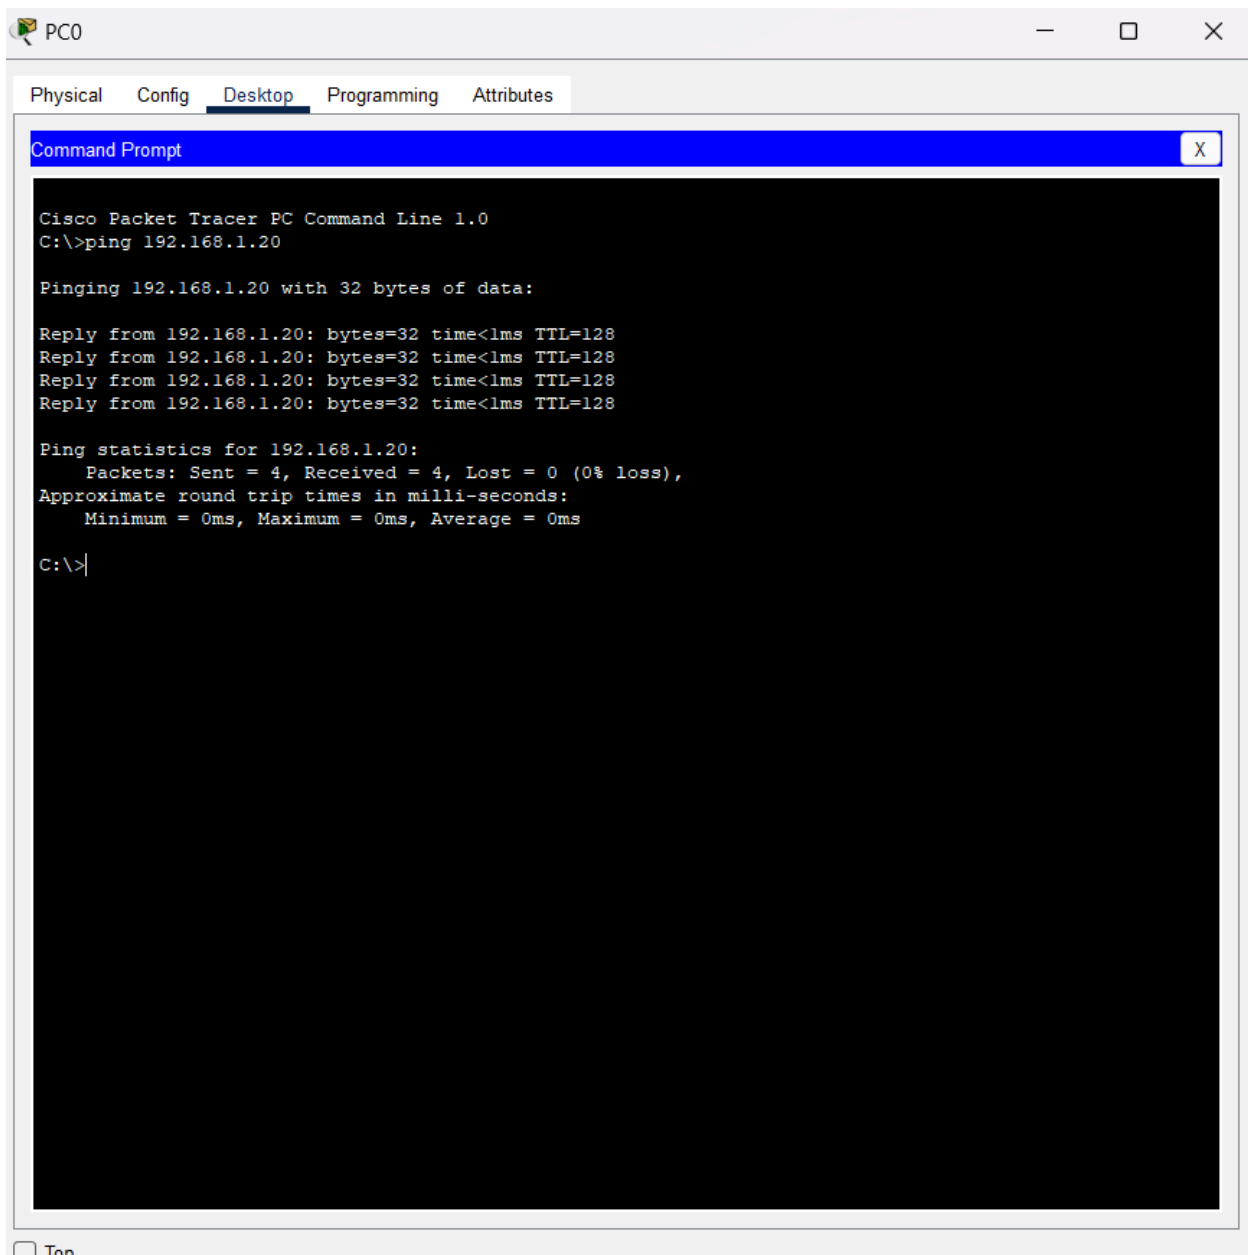 PC0
Physical Config Desktop Programming Attributes
Command Prompt
X
Cisco Packet Tracer PC Command Line 1.0
C:\>ping 192.168.1.20
Pinging 192.168.1.20 with 32 bytes of data:
Reply from 192.168.1.20: bytes=32 time<1ms TTL=128
Reply from 192.168.1.20: bytes=32 time<1ms TTL=128
Reply from 192.168.1.20: bytes=32 time<1ms TTL=128
Reply from 192.168.1.20: bytes=32 time<1ms TTL=128
Ping statistics for 192.168.1.20:
Packets: Sent = 4, Received = 4, Lost = 0 (0% loss),
Approximate round trip times in milli-seconds:
Minimum = 0ms, Maximum = 0ms, Average = 0ms
C:\>
Top